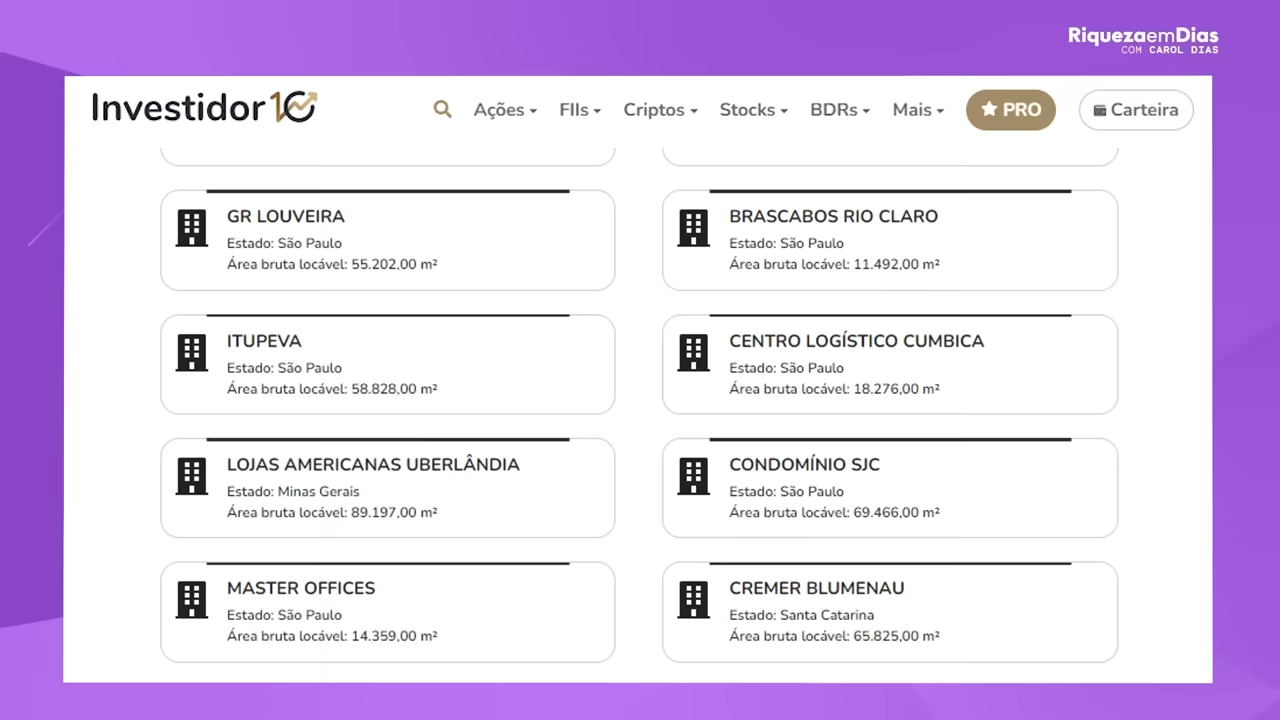 RiquezaemDias
COM CAROL DIAS
Investidor10
Ações
FIIs
Criptos
Stocks
BDRs
Mais
PRO
Carteira
GR LOUVEIRA
Estado: São Paulo
Área bruta locável: 55.202,00 m²
BRASCABOS RIO CLARO
Estado: São Paulo
Área bruta locável: 11.492,00 m²
ITUPEVA
Estado: São Paulo
Área bruta locável: 58.828,00 m²
CENTRO LOGÍSTICO CUMBICA
Estado: São Paulo
Área bruta locável: 18.276,00 m²
LOJAS AMERICANAS UBERLÂNDIA
Estado: Minas Gerais
Área bruta locável: 89.197,00 m²
CONDOMÍNIO SJC
Estado: São Paulo
Área bruta locável: 69.466,00 m²
MASTER OFFICES
Estado: São Paulo
Área bruta locável: 14.359,00 m²
CREMER BLUMENAU
Estado: Santa Catarina
Área bruta locável: 65.825,00 m²